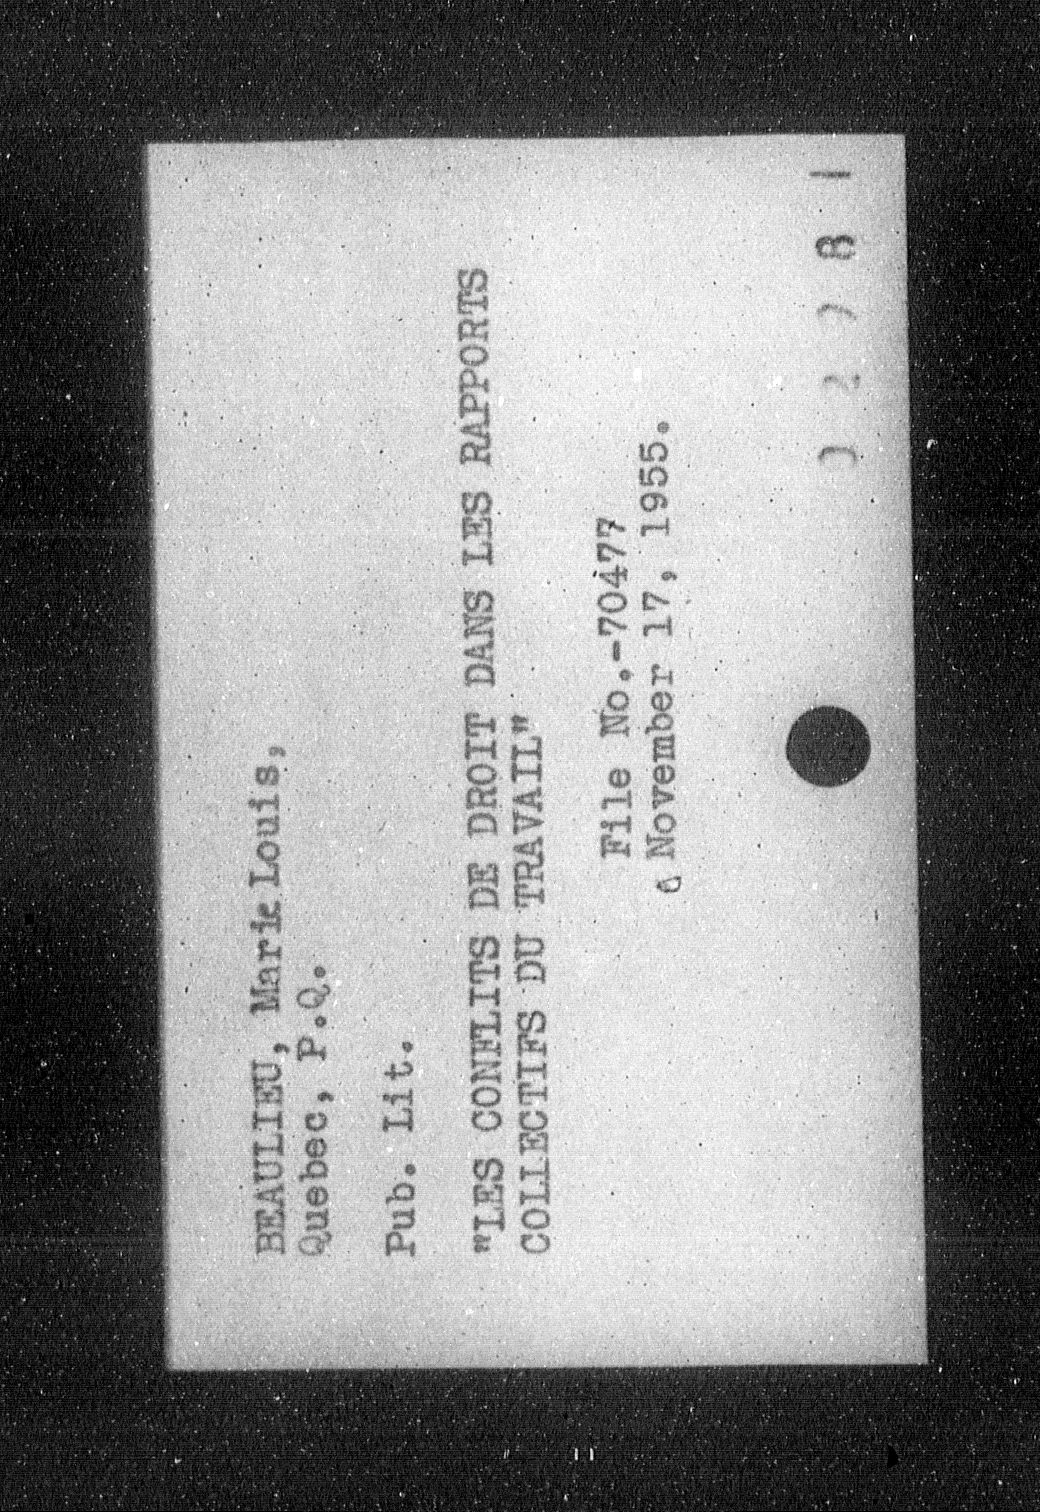 BEAULIEU, Marie Louis,
Quebec, P.Q.
Pub. Lit.
"LES CONFLITS DE DROIT DANS LES RAPPORTS
COLLECTIFS DU TRAVAIL"
File No.-70477
November 17, 1955.